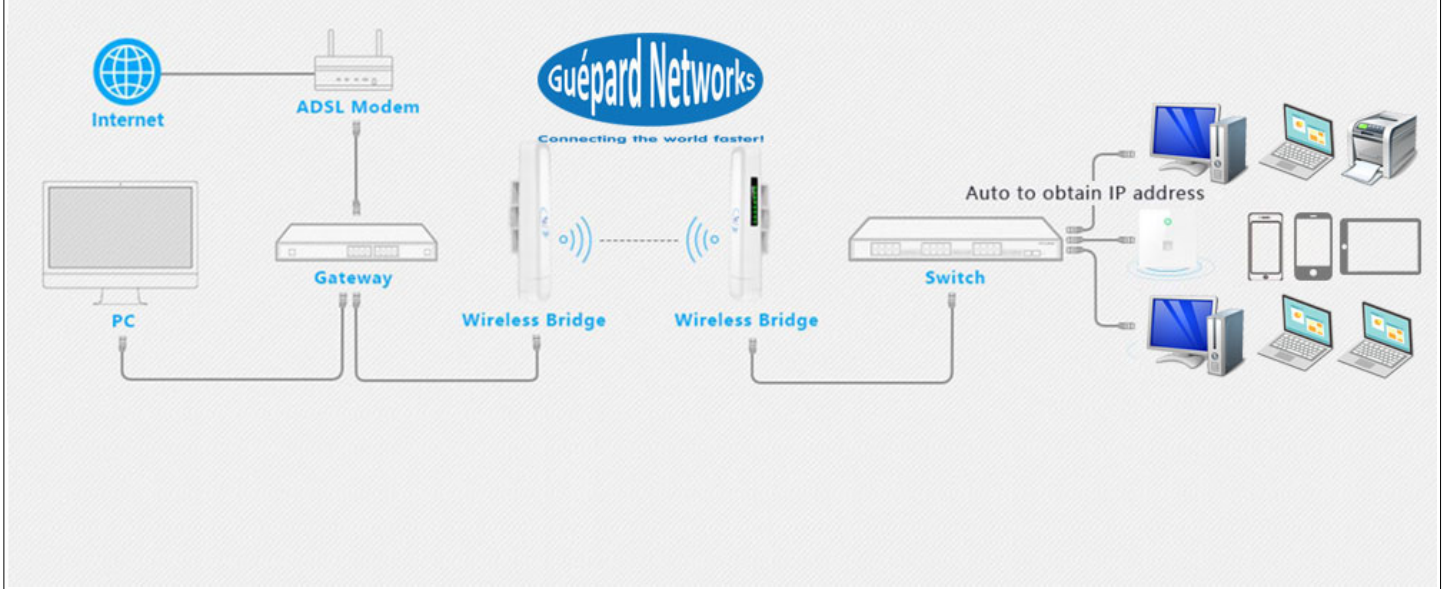 Guépard Networks
Connecting the world faster!
Internet
ADSL Modem
Auto to obtain IP address
Gateway
Switch
PC
Wireless Bridge
Wireless Bridge